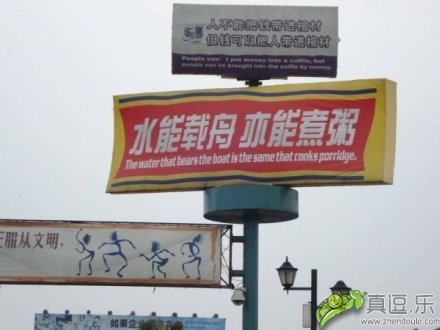 人不能把钱带进棺材
但钱可以把人带进棺材
People can't put money into a coffin, but
people can be brought into the coffin by money.
水能载舟 亦能煮粥
The water that bears the boat is the same that cooks porridge.
服从文明,
如果企
真逗.乐
www.zhendoule.com